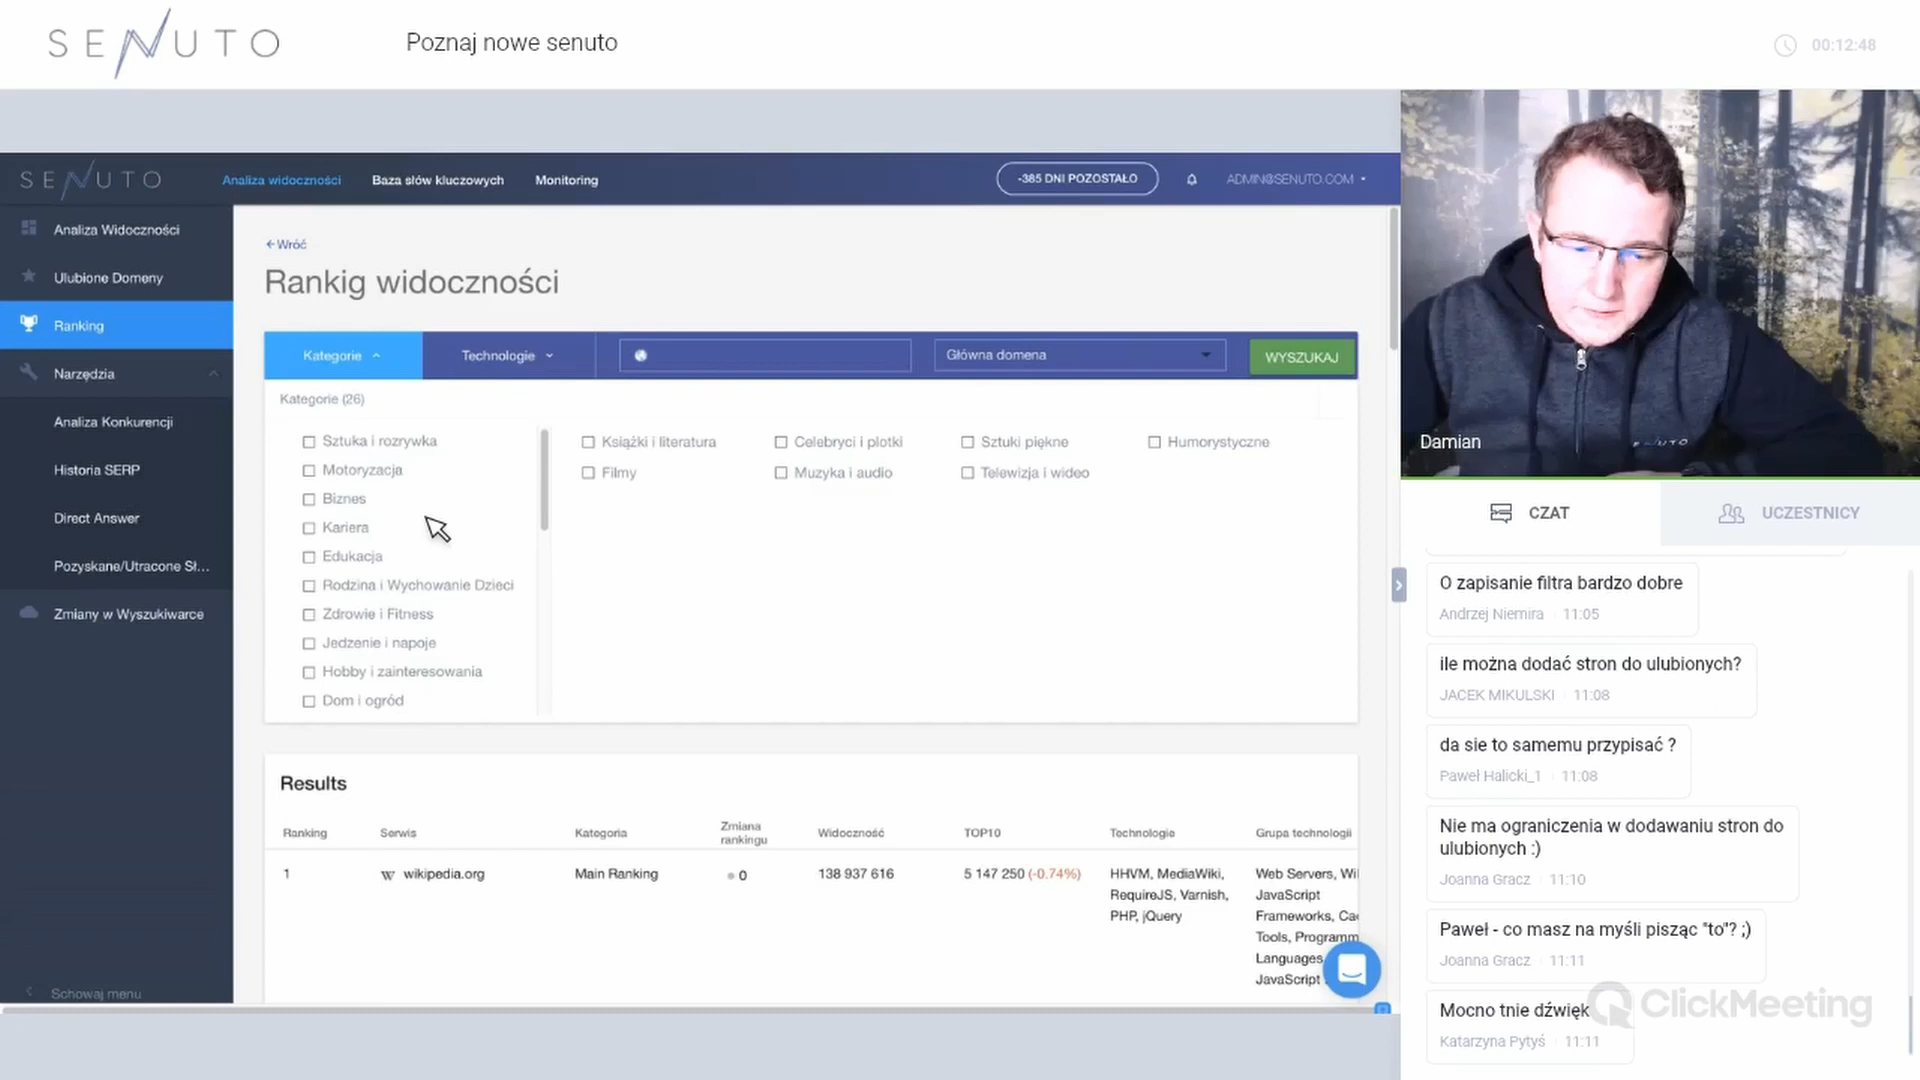 SENUTO
Poznaj nowe senuto
00:12:48
SENUTO
Analiza widoczności
Baza słów kluczowych
Monitoring
-385 DNI POZOSTAŁO
ADMIN@SENUTO.COM
Analiza Widoczności
Ulubione Domeny
Ranking
Narzędzia
Analiza Konkurencji
Historia SERP
Direct Answer
Pozyskane/Utracone Sł...
Zmiany w Wyszukiwarce
Schowaj menu
Wróć
Rankig widoczności
Kategorie
Technologie
Główna domena
WYSZUKAJ
Kategorie (26)
Sztuka i rozrywka
Motoryzacja
Biznes
Kariera
Edukacja
Rodzina i Wychowanie Dzieci
Zdrowie i Fitness
Jedzenie i napoje
Hobby i zainteresowania
Dom i ogród
Książki i literatura
Celebryci i plotki
Sztuki piękne
Humorystyczne
Filmy
Muzyka i audio
Telewizja i wideo
Results
Ranking
Serwis
Kategoria
Zmiana
rankingu
Widoczność
TOP10
Technologie
Grupa technologii
1
W wikipedia.org
Main Ranking
0
138 937 616
5 147 250 (-0.74%)
HHVM, MediaWiki,
RequireJS, Varnish,
PHP, jQuery
Web Servers, Wi
JavaScript
Frameworks, Ca
Tools, Programm
Languages
JavaScript
Damian
SENUTO
CZAT
UCZESTNICY
O zapisanie filtra bardzo dobre
Andrzej Niemira 11:05
ile można dodać stron do ulubionych?
JACEK MIKULSKI 11:08
da sie to samemu przypisać ?
Paweł Halicki_1 11:08
Nie ma ograniczenia w dodawaniu stron do
ulubionych :)
Joanna Gracz 11:10
Paweł - co masz na myśli pisząc "to"? ;)
Joanna Gracz 11:11
Mocno tnie dźwięk
Katarzyna Pytyś 11:11
ClickMeeting